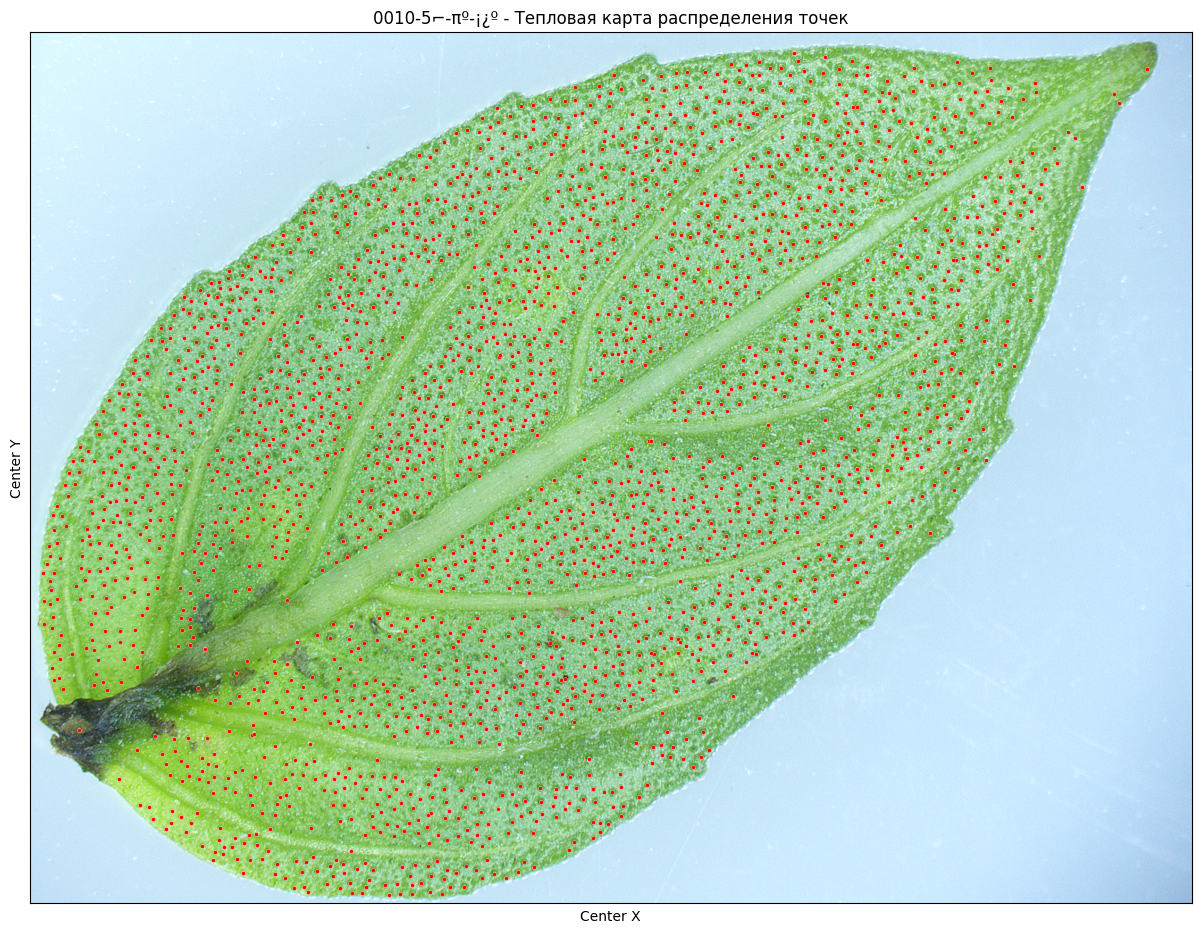 0010-5⌐-πº-¡¿º - Тепловая карта распределения точек
Center Y
Center X